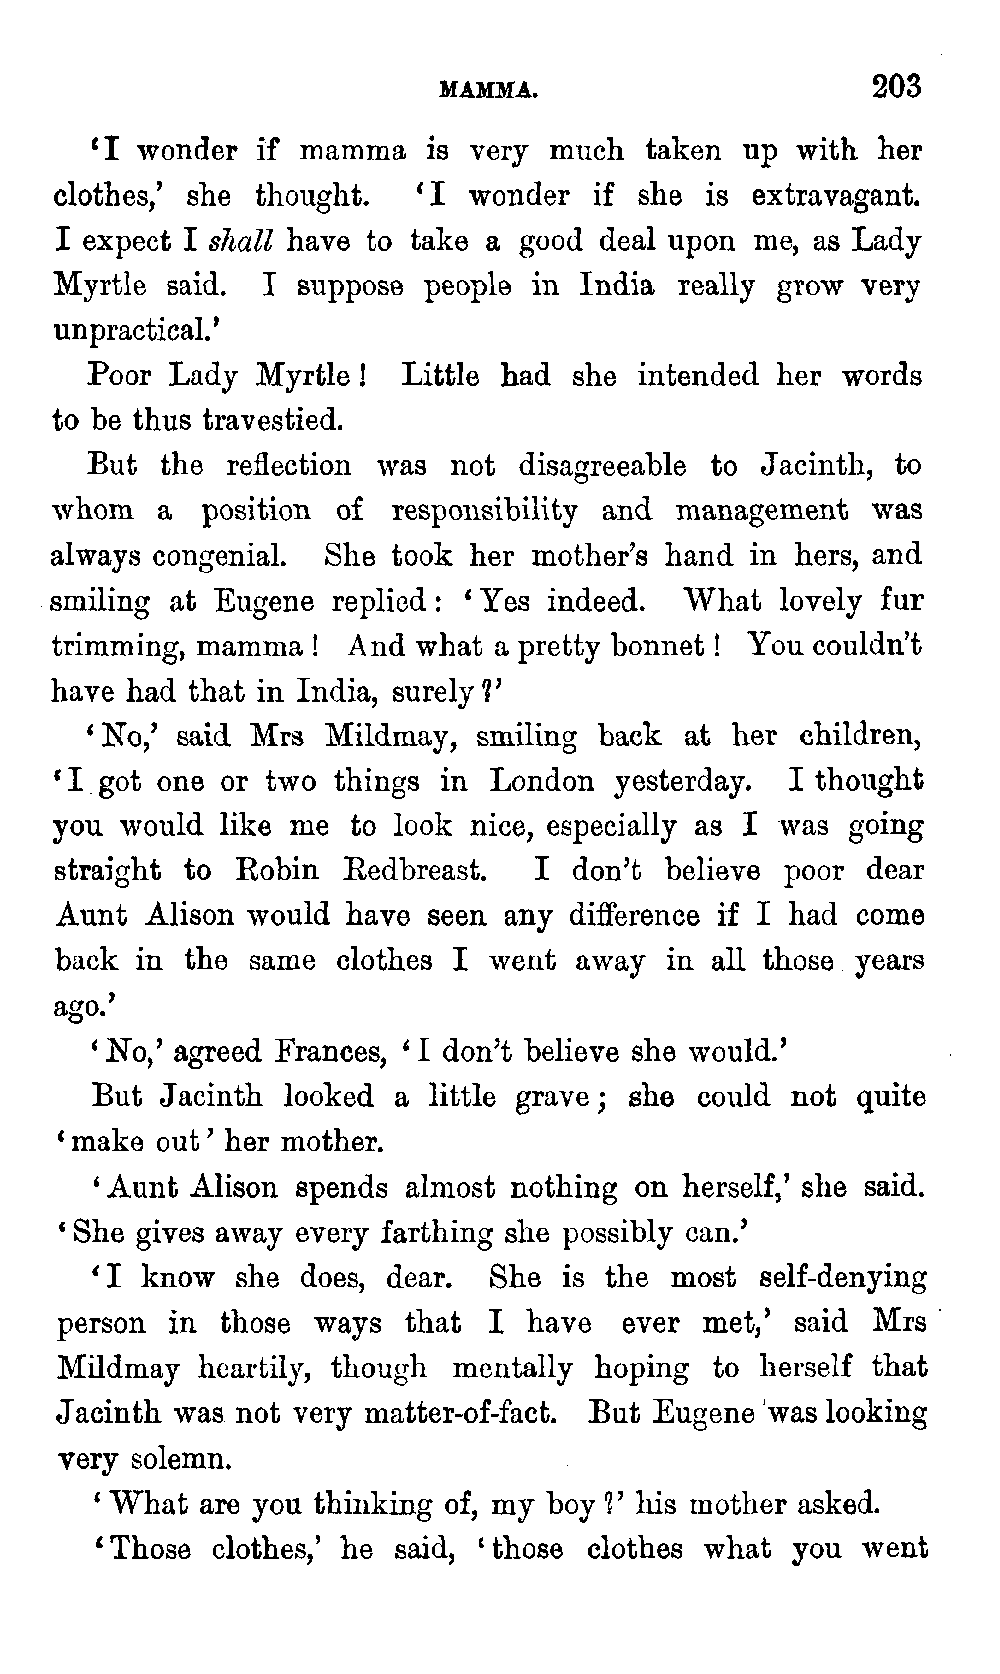 MAMMA. 203
‘I wonder if mamma is very much taken up with her
clothes,’ she thought. ‘I wonder if she is extravagant.
I expect I shall have to take a good deal upon me, as Lady
Myrtle said. I suppose people in India really grow very
unpractical.’
Poor Lady Myrtle! Little had she intended her words
to be thus travestied.
But the reflection was not disagreeable to Jacinth, to
whom a position of responsibility and management was
always congenial. She took her mother’s hand in hers, and
smiling at Eugene replied: ‘Yes indeed. What lovely fur
trimming, mamma! And what a pretty bonnet! You couldn’t
have had that in India, surely?’
‘No,’ said Mrs Mildmay, smiling back at her children,
‘I got one or two things in London yesterday. I thought
you would like me to look nice, especially as I was going
straight to Robin Redbreast. I don’t believe poor dear
Aunt Alison would have seen any difference if I had come
back in the same clothes I went away in all those years
ago.’
‘No,’ agreed Frances, ‘I don’t believe she would.’
But Jacinth looked a little grave; she could not quite
‘make out’ her mother.
‘Aunt Alison spends almost nothing on herself,’ she said.
‘She gives away every farthing she possibly can.’
‘I know she does, dear. She is the most self-denying
person in those ways that I have ever met,’ said Mrs
Mildmay heartily, though mentally hoping to herself that
Jacinth was not very matter-of-fact. But Eugene was looking
very solemn.
‘What are you thinking of, my boy?’ his mother asked.
‘Those clothes,’ he said, ‘those clothes what you went